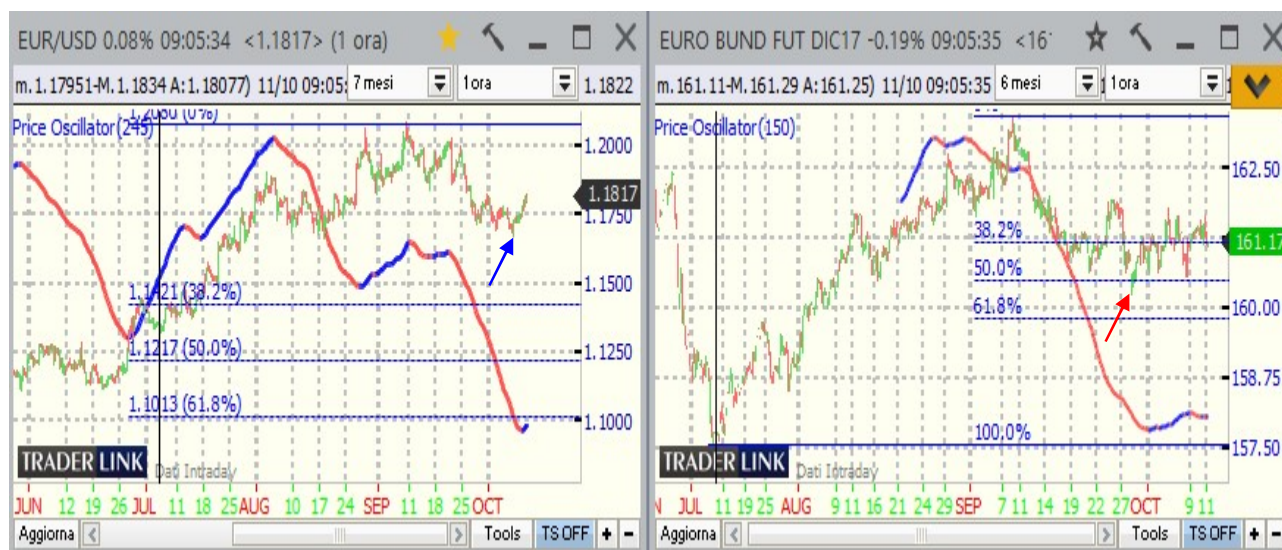 EUR/USD 0.08% 09:05:34 <1.1817> (1 ora)
m.1.17951-M.1.1834 A:1.18077) 11/10 09:05: 7 mesi 1ora 1.1822
Price Oscillator(245)
1.2000
1.1817
1.1750
1.1500
1.1421 (38.2%)
1.1250
1.1217 (50.0%)
1.1013 (61.8%)
1.1000
TRADER LINK
Dati Intraday
JUN 12 19 26 JUL 11 18 25 AUG 10 17 24 SEP 11 18 25 OCT
Aggiorna Tools TS OFF + -
EURO BUND FUT DIC17 -0.19% 09:05:35
m.161.11-M.161.29 A:161.25) 11/10 09:05:35 6 mesi 1ora
Price Oscillator(150)
162.50
38.2%
161.17
50.0%
160.00
61.8%
158.75
100.0%
157.50
TRADER LINK
Dati Intraday
JUL 11 19 25 AUG 9 11 16 21 24 29 SEP 7 11 14 19 22 27 OCT 9 11
Aggiorna Tools TS OFF + -